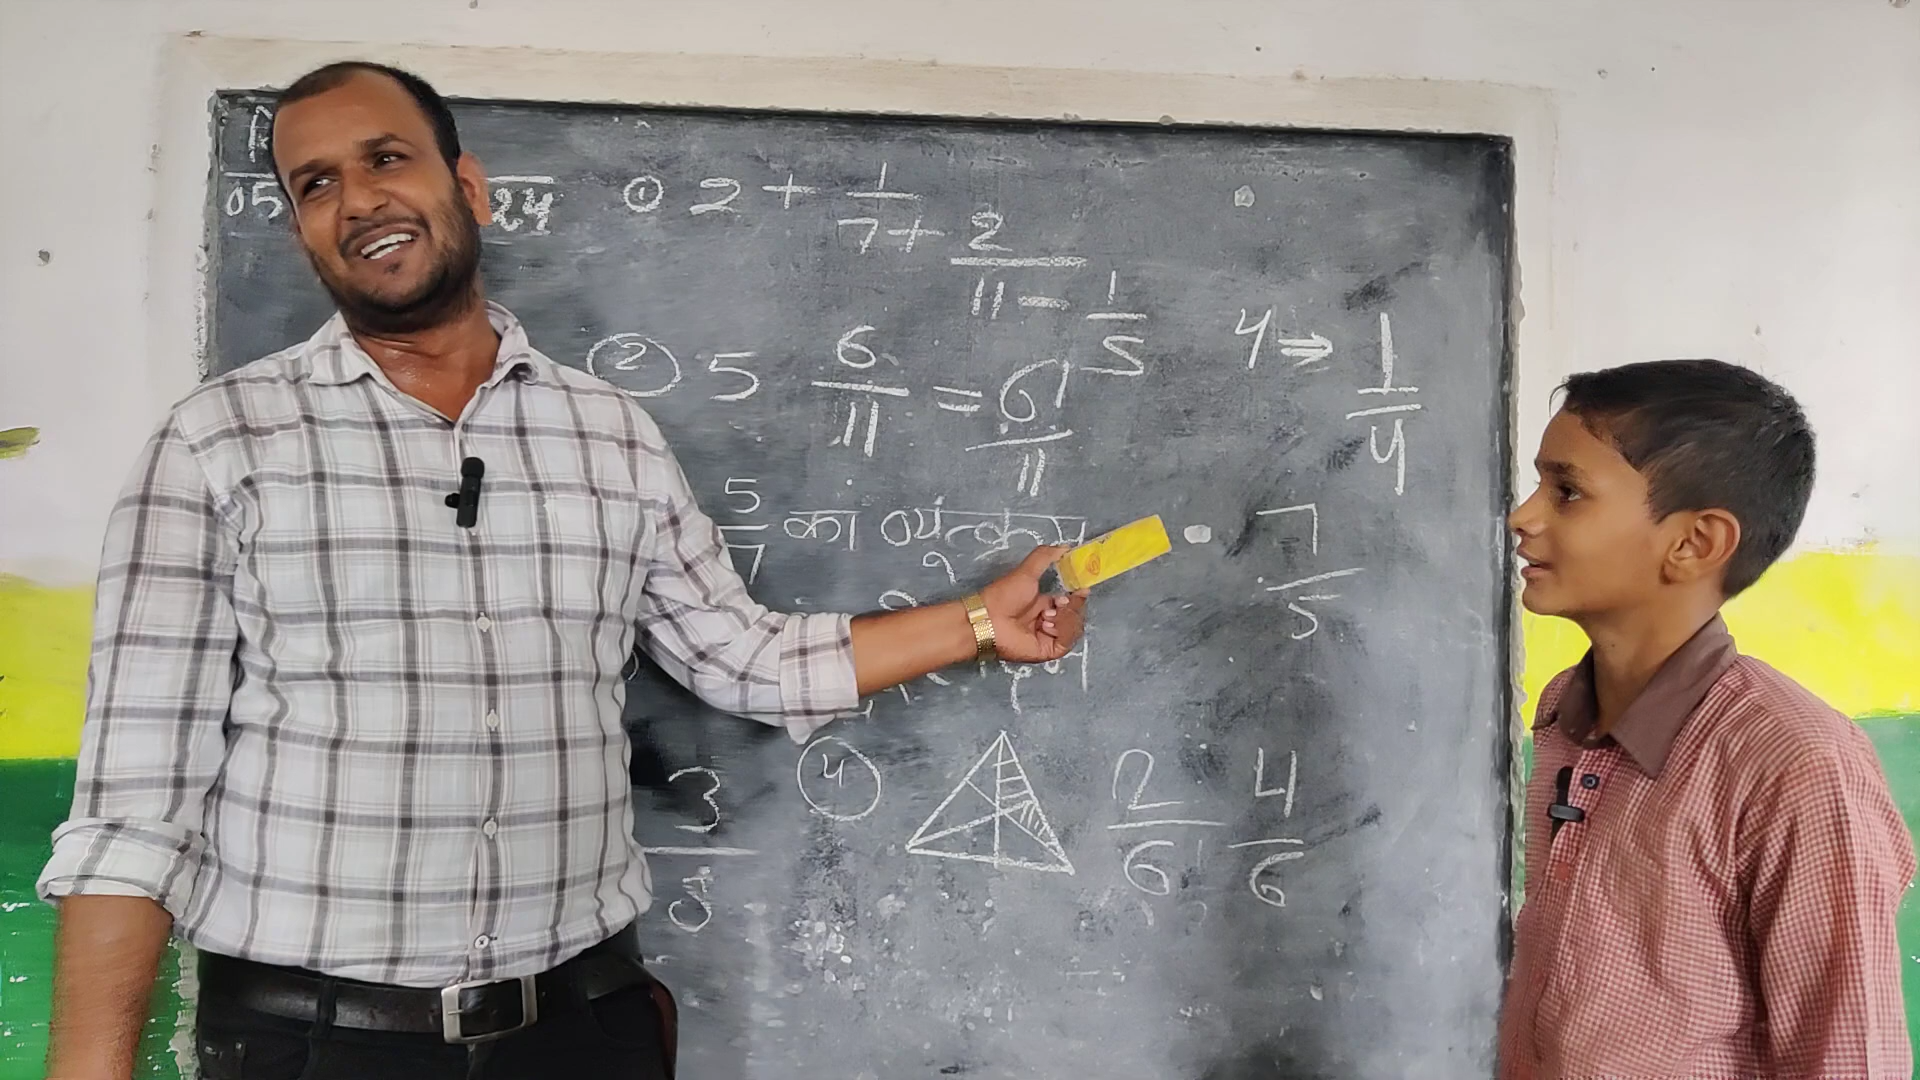 05 24
① 2 + 1/7 + 2/11 - 1/5
② 5 6/11 = 61/11
4 ⇒ 1/4
5/7 का व्युत्क्रम 7/5
3
④ 2/6 4/6